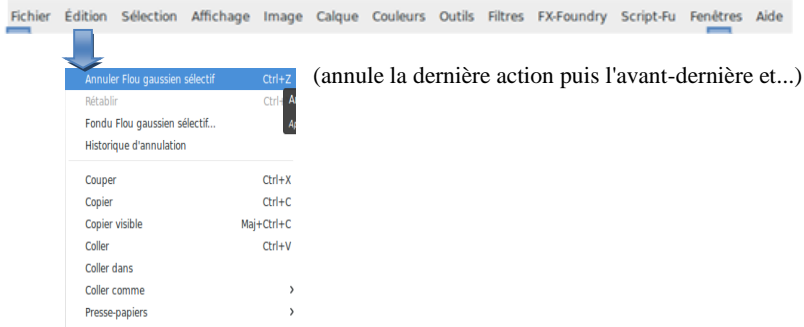 Fichier Édition Sélection Affichage Image Calque Couleurs Outils Filtres FX-Foundry Script-Fu Fenêtres Aide
Annuler Flou gaussien sélectif Ctrl+Z (annule la dernière action puis l'avant-dernière et...)
Rétablir Ctrl+
Fondu Flou gaussien sélectif...
Historique d'annulation
Couper Ctrl+X
Copier Ctrl+C
Copier visible Maj+Ctrl+C
Coller Ctrl+V
Coller dans
Coller comme
Presse-papiers